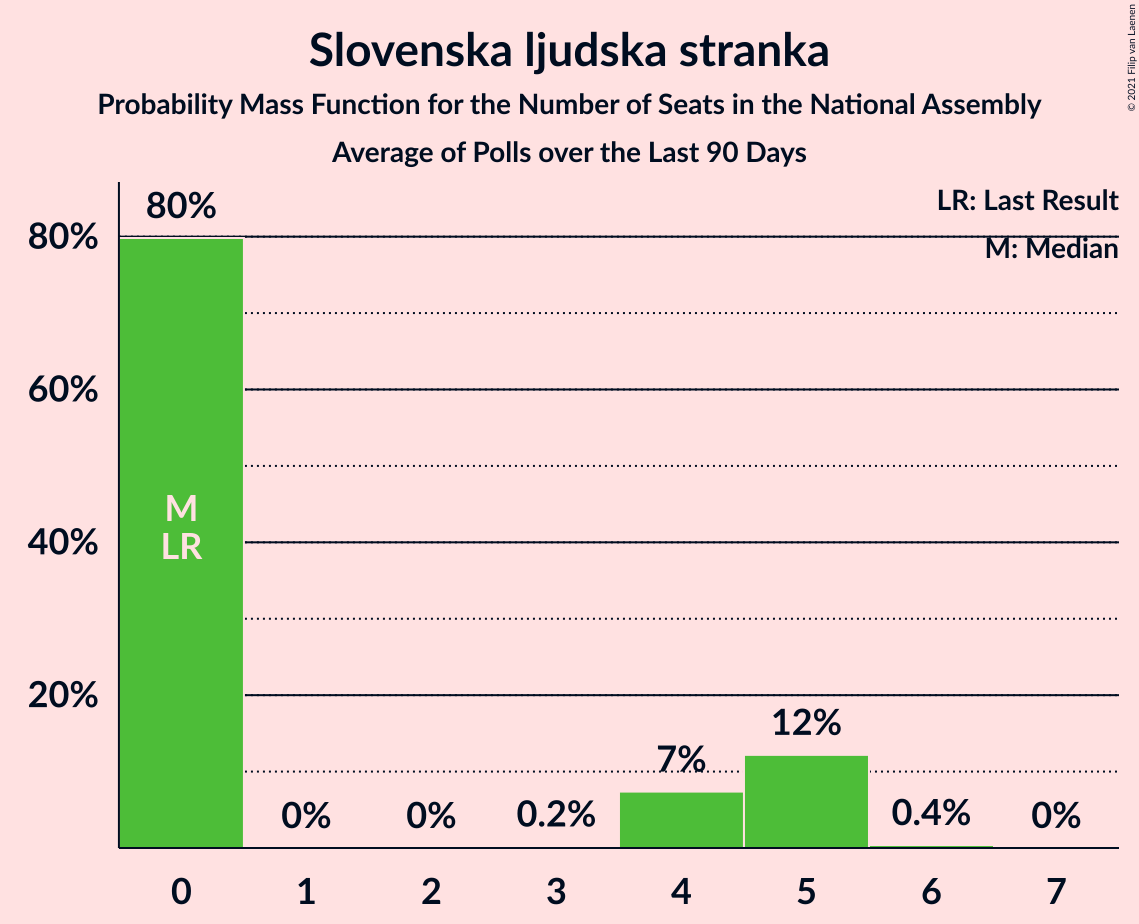 Slovenska ljudska stranka
Probability Mass Function for the Number of Seats in the National Assembly
Average of Polls over the Last 90 Days
© 2021 Filip van Laenen
LR: Last Result
M: Median
80%
60%
40%
20%
80%
M
LR
0%
0%
0.2%
7%
12%
0.4%
0%
0 1 2 3 4 5 6 7